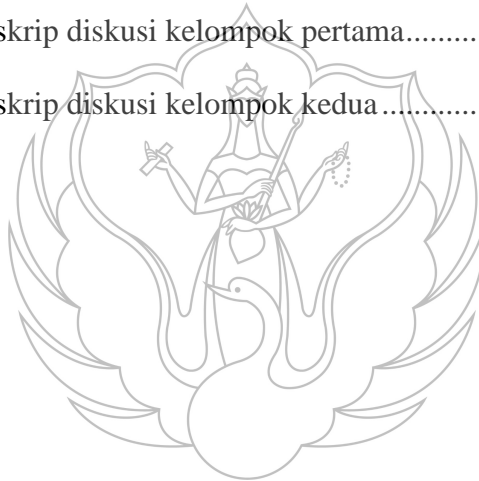 skrip diskusi kelompok pertama.........
skrip diskusi kelompok kedua............